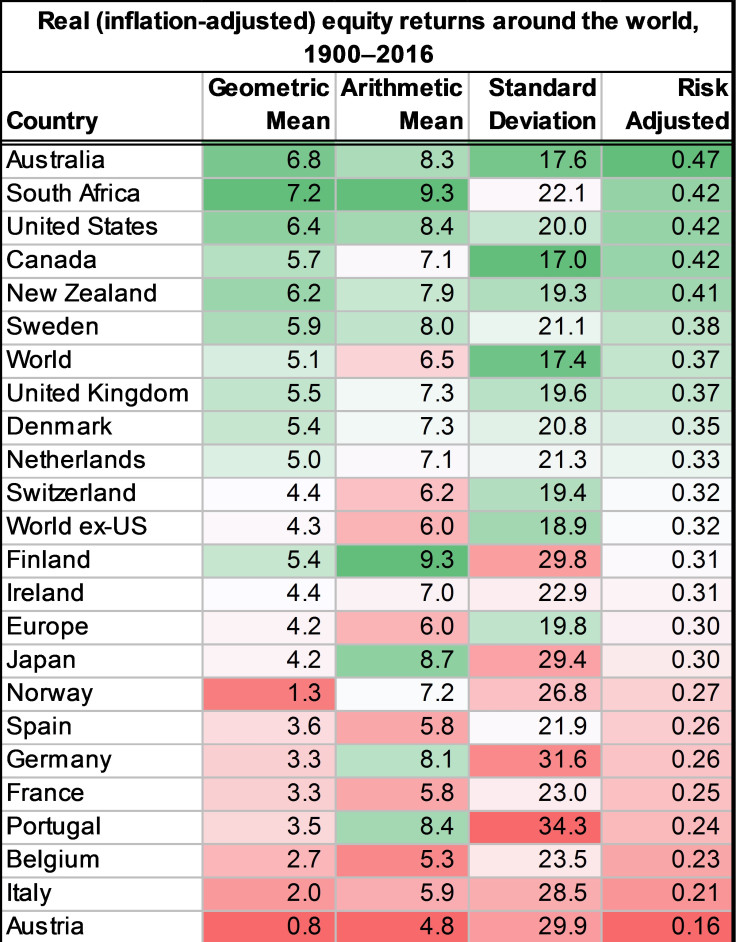 Real (inflation-adjusted) equity returns around the world,
1900–2016
Country Geometric Mean Arithmetic Mean Standard Deviation Risk Adjusted
Australia 6.8 8.3 17.6 0.47
South Africa 7.2 9.3 22.1 0.42
United States 6.4 8.4 20.0 0.42
Canada 5.7 7.1 17.0 0.42
New Zealand 6.2 7.9 19.3 0.41
Sweden 5.9 8.0 21.1 0.38
World 5.1 6.5 17.4 0.37
United Kingdom 5.5 7.3 19.6 0.37
Denmark 5.4 7.3 20.8 0.35
Netherlands 5.0 7.1 21.3 0.33
Switzerland 4.4 6.2 19.4 0.32
World ex-US 4.3 6.0 18.9 0.32
Finland 5.4 9.3 29.8 0.31
Ireland 4.4 7.0 22.9 0.31
Europe 4.2 6.0 19.8 0.30
Japan 4.2 8.7 29.4 0.30
Norway 1.3 7.2 26.8 0.27
Spain 3.6 5.8 21.9 0.26
Germany 3.3 8.1 31.6 0.26
France 3.3 5.8 23.0 0.25
Portugal 3.5 8.4 34.3 0.24
Belgium 2.7 5.3 23.5 0.23
Italy 2.0 5.9 28.5 0.21
Austria 0.8 4.8 29.9 0.16